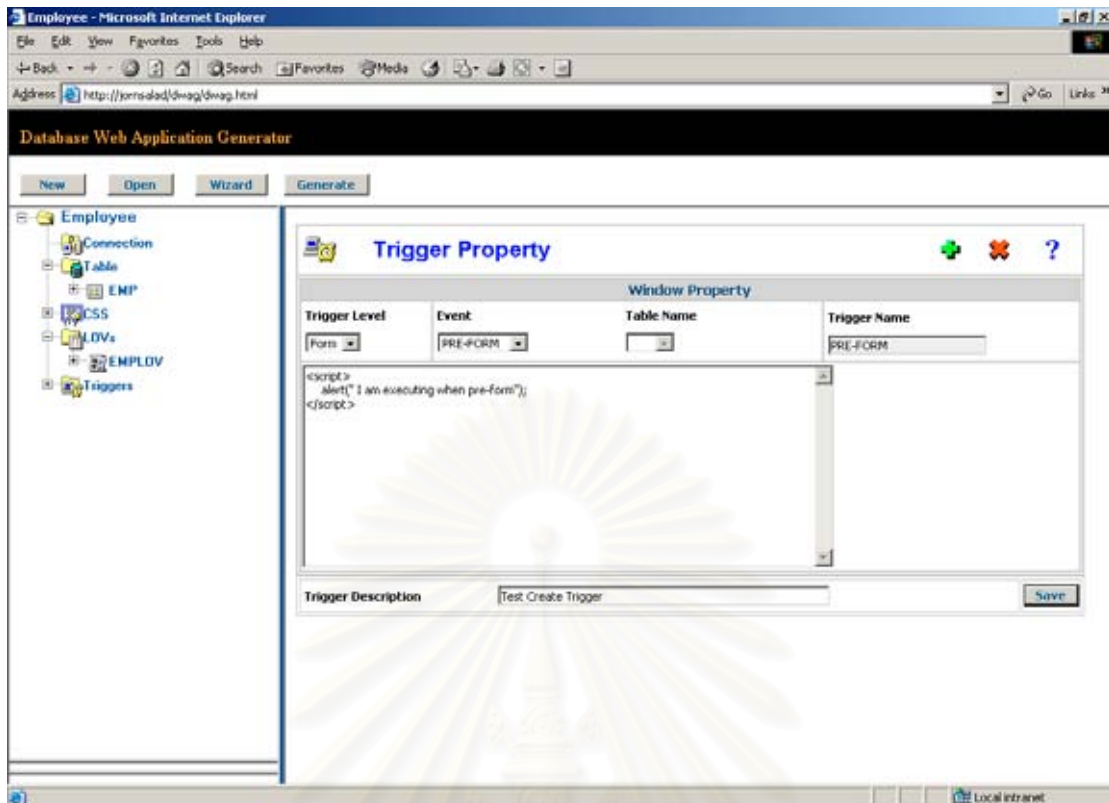 Employee - Microsoft Internet Explorer
File Edit View Favorites Tools Help
Back Search Favorites Media
Address http://jornsalad/dwag/dwag.html Go Links
Database Web Application Generator
New Open Wizard Generate
Employee
Connection
Table
EMP
CSS
LOVs
EMPLOV
Triggers
Trigger Property ?
Window Property
Trigger Level Event Table Name Trigger Name
Form PRE-FORM PRE-FORM
<script>
alert(" I am executing when pre-form");
</script>
Trigger Description Test Create Trigger Save
Local intranet